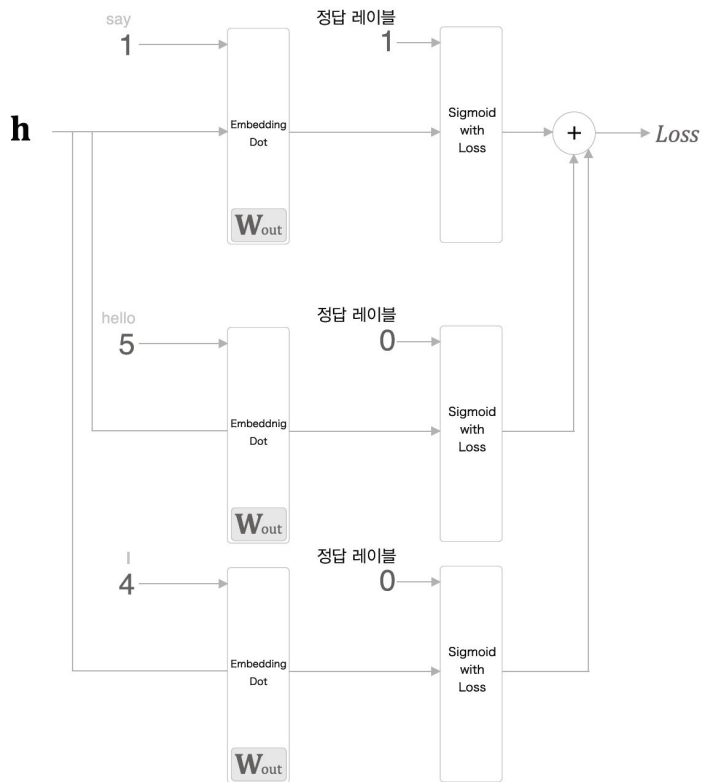 say
정답 레이블
1
1
h
Embedding
Dot
Sigmoid
with
Loss
+
Loss
Wout
hello
정답 레이블
5
0
Embeddnig
Dot
Sigmoid
with
Loss
Wout
I
정답 레이블
4
0
Embedding
Dot
Sigmoid
with
Loss
Wout